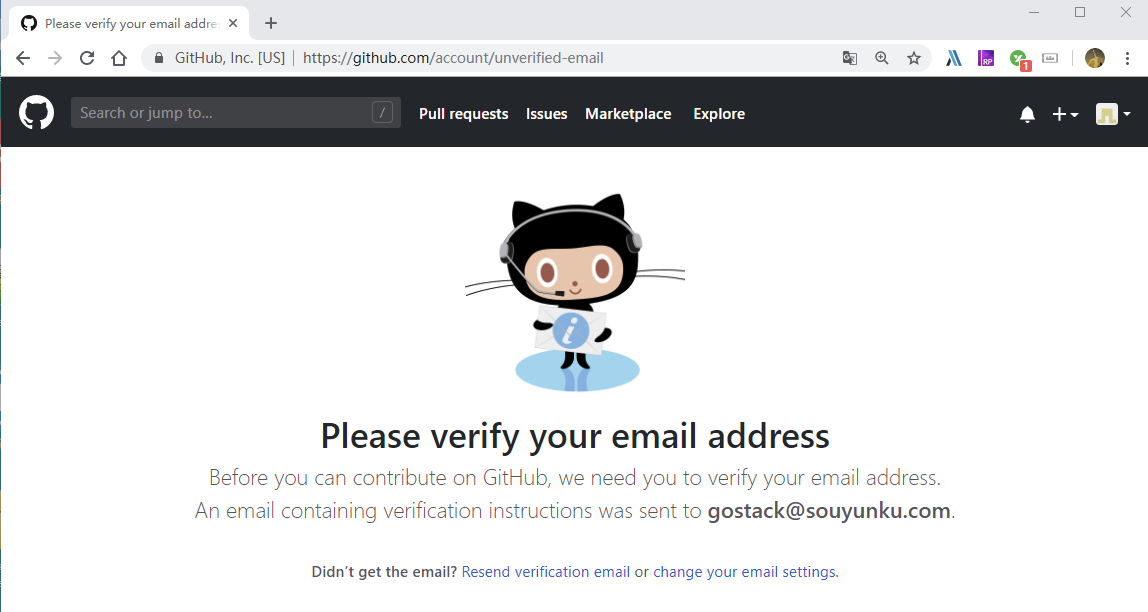 Please verify your email addre
GitHub, Inc. [US] | https://github.com/account/unverified-email
RP
1
Search or jump to...
/
Pull requests
Issues
Marketplace
Explore
i
Please verify your email address
Before you can contribute on GitHub, we need you to verify your email address.
An email containing verification instructions was sent to gostack@souyunku.com.
Didn't get the email? Resend verification email or change your email settings.